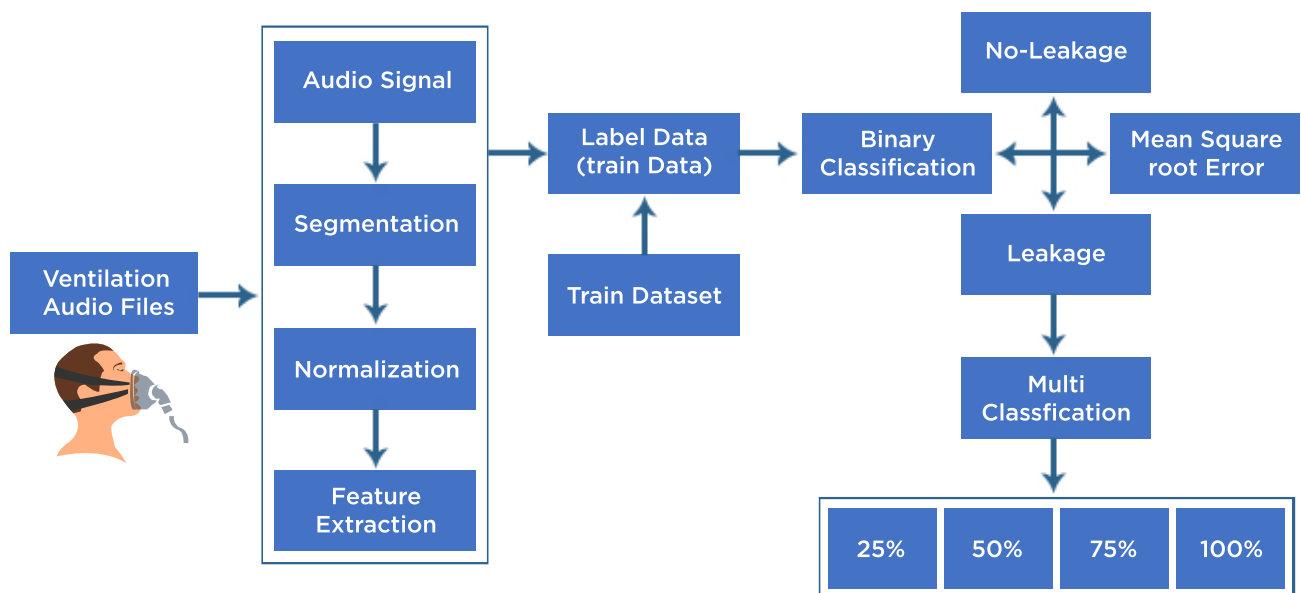 Ventilation
Audio Files
Audio Signal
Segmentation
Normalization
Feature
Extraction
Label Data
(train Data)
Train Dataset
Binary
Classification
No-Leakage
Mean Square
root Error
Leakage
Multi
Classfication
25%
50%
75%
100%